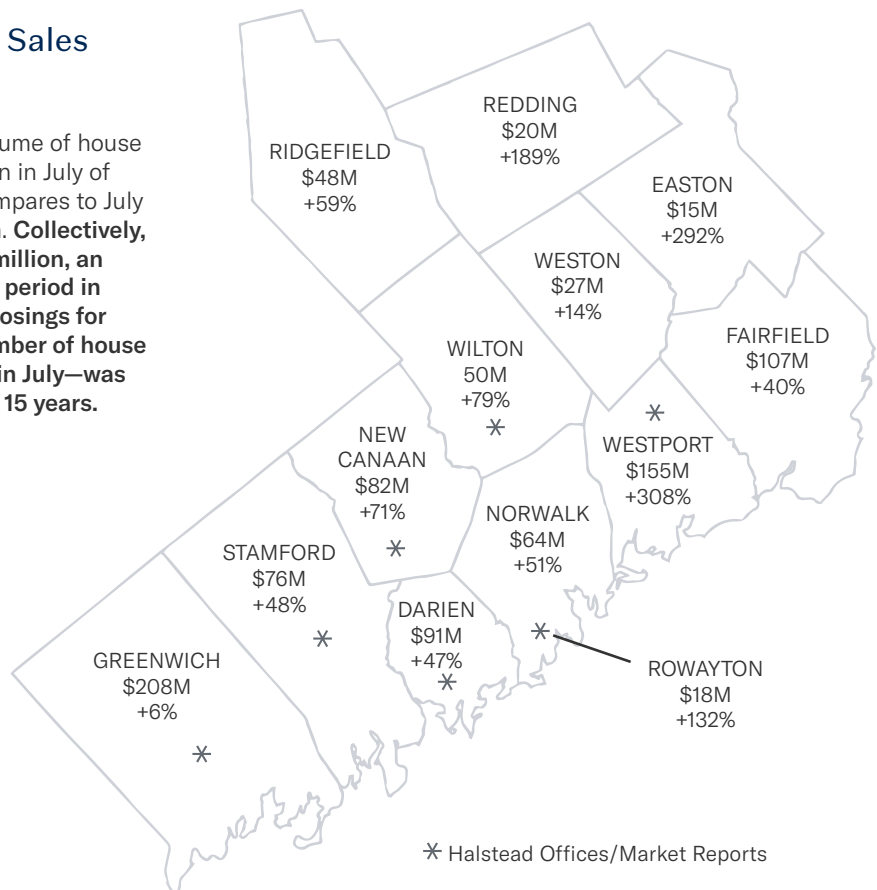 Sales
ume of house
n in July of
mpares to July
. Collectively,
million, an
period in
osings for
mber of house
in July—was
15 years.
REDDING
$20M
+189%
RIDGEFIELD
$48M
+59%
EASTON
$15M
+292%
WESTON
$27M
+14%
FAIRFIELD
$107M
+40%
WILTON
50M
+79%
WESTPORT
$155M
+308%
NEW
CANAAN
$82M
+71%
NORWALK
$64M
+51%
STAMFORD
$76M
+48%
DARIEN
$91M
+47%
GREENWICH
$208M
+6%
ROWAYTON
$18M
+132%
Halstead Offices/Market Reports